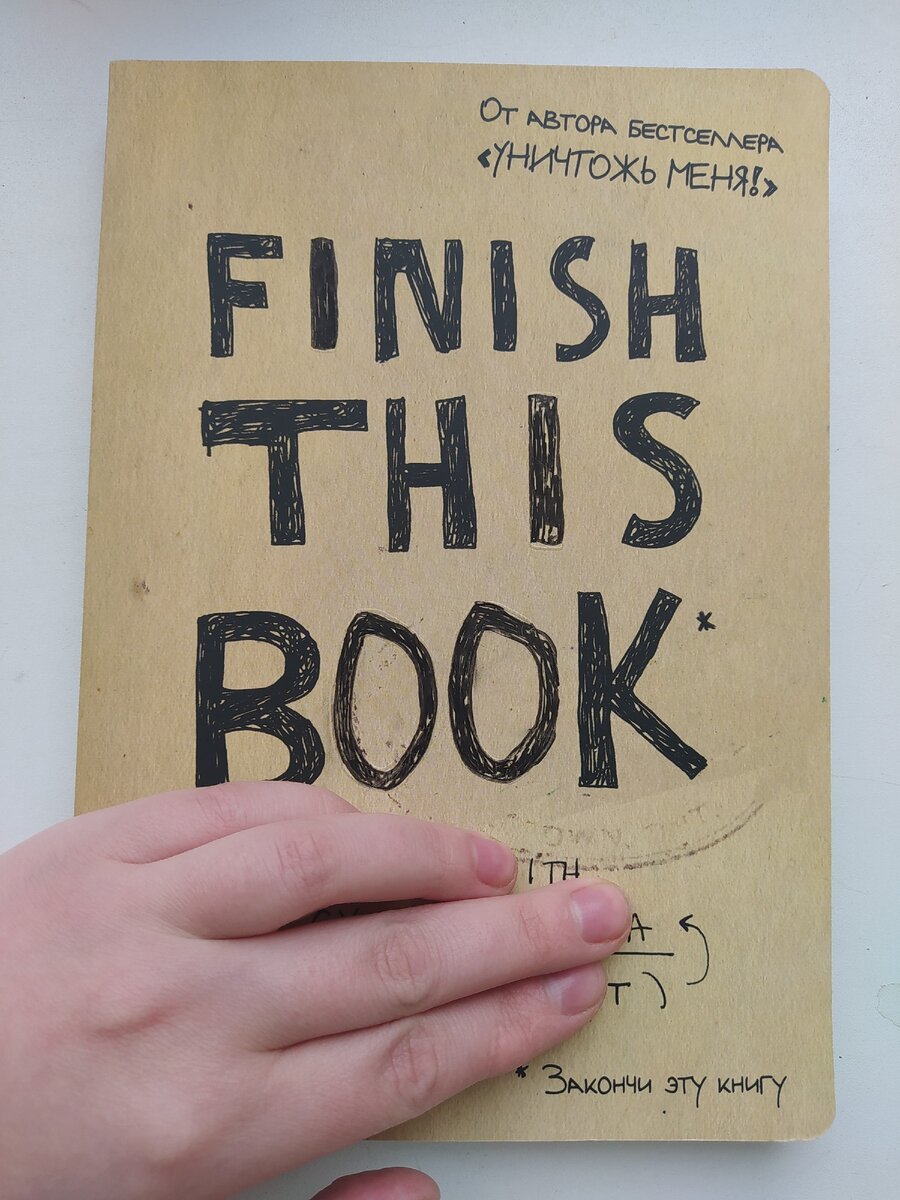 От автора бестселлера
«Уничтожь меня!»
FINISH
THIS
BOOK*
* Закончи эту книгу